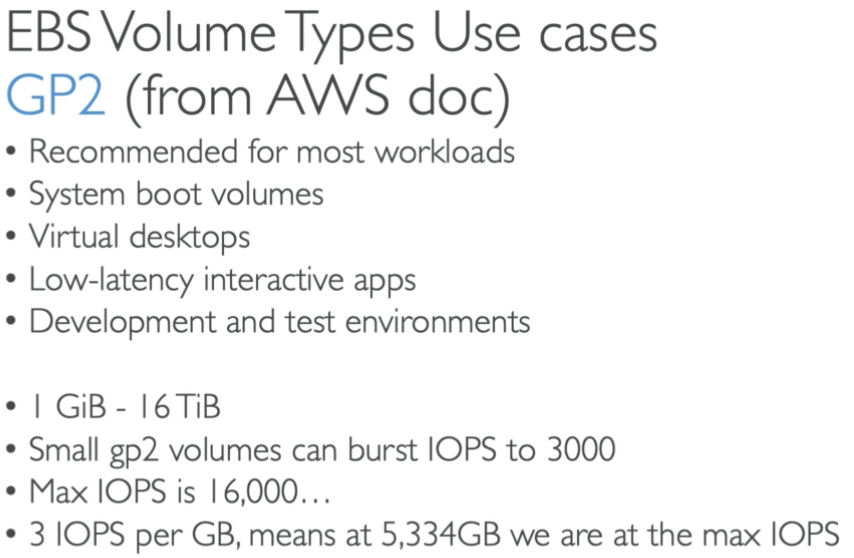 EBS Volume Types Use cases
GP2 (from AWS doc)
• Recommended for most workloads
• System boot volumes
• Virtual desktops
• Low-latency interactive apps
• Development and test environments
• 1 GiB - 16 TiB
• Small gp2 volumes can burst IOPS to 3000
• Max IOPS is 16,000…
• 3 IOPS per GB, means at 5,334GB we are at the max IOPS